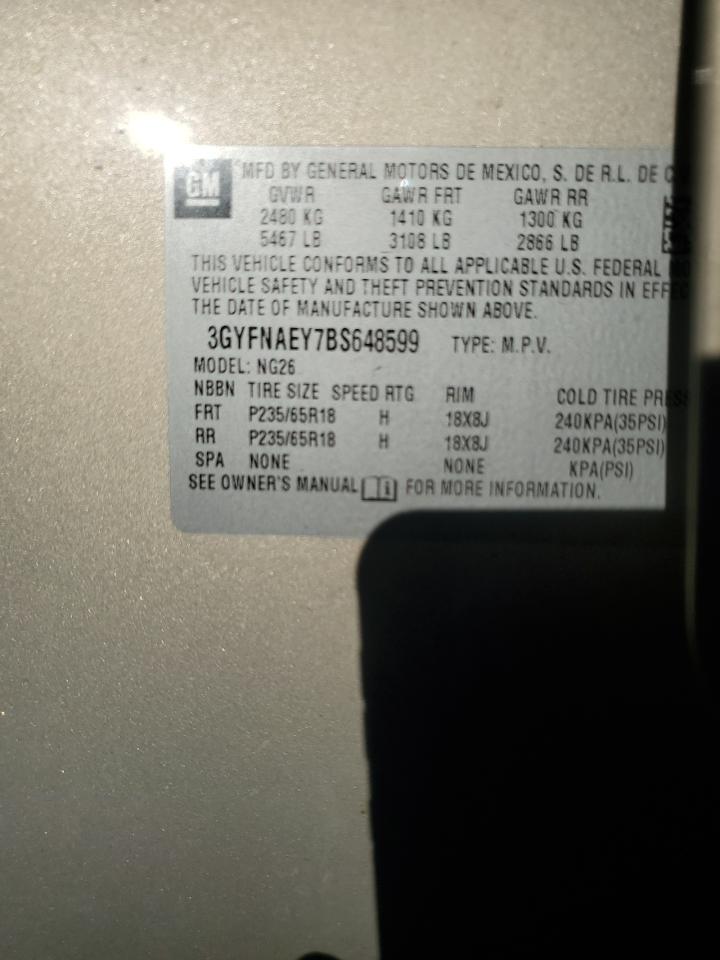 GM
MFD BY GENERAL MOTORS DE MEXICO, S. DE R.L. DE C
GVWR GAWR FRT GAWR RR
2480 KG 1410 KG 1300 KG
5467 LB 3108 LB 2866 LB
THIS VEHICLE CONFORMS TO ALL APPLICABLE U.S. FEDERAL MO
VEHICLE SAFETY AND THEFT PREVENTION STANDARDS IN EFFEC
THE DATE OF MANUFACTURE SHOWN ABOVE.
3GYFNAEY7BS648599 TYPE: M.P.V.
MODEL: NG26
NBBN TIRE SIZE SPEED RTG RIM COLD TIRE PRESS
FRT P235/65R18 H 18X8J 240KPA(35PSI)
RR P235/65R18 H 18X8J 240KPA(35PSI)
SPA NONE NONE KPA(PSI)
SEE OWNER'S MANUAL i FOR MORE INFORMATION.